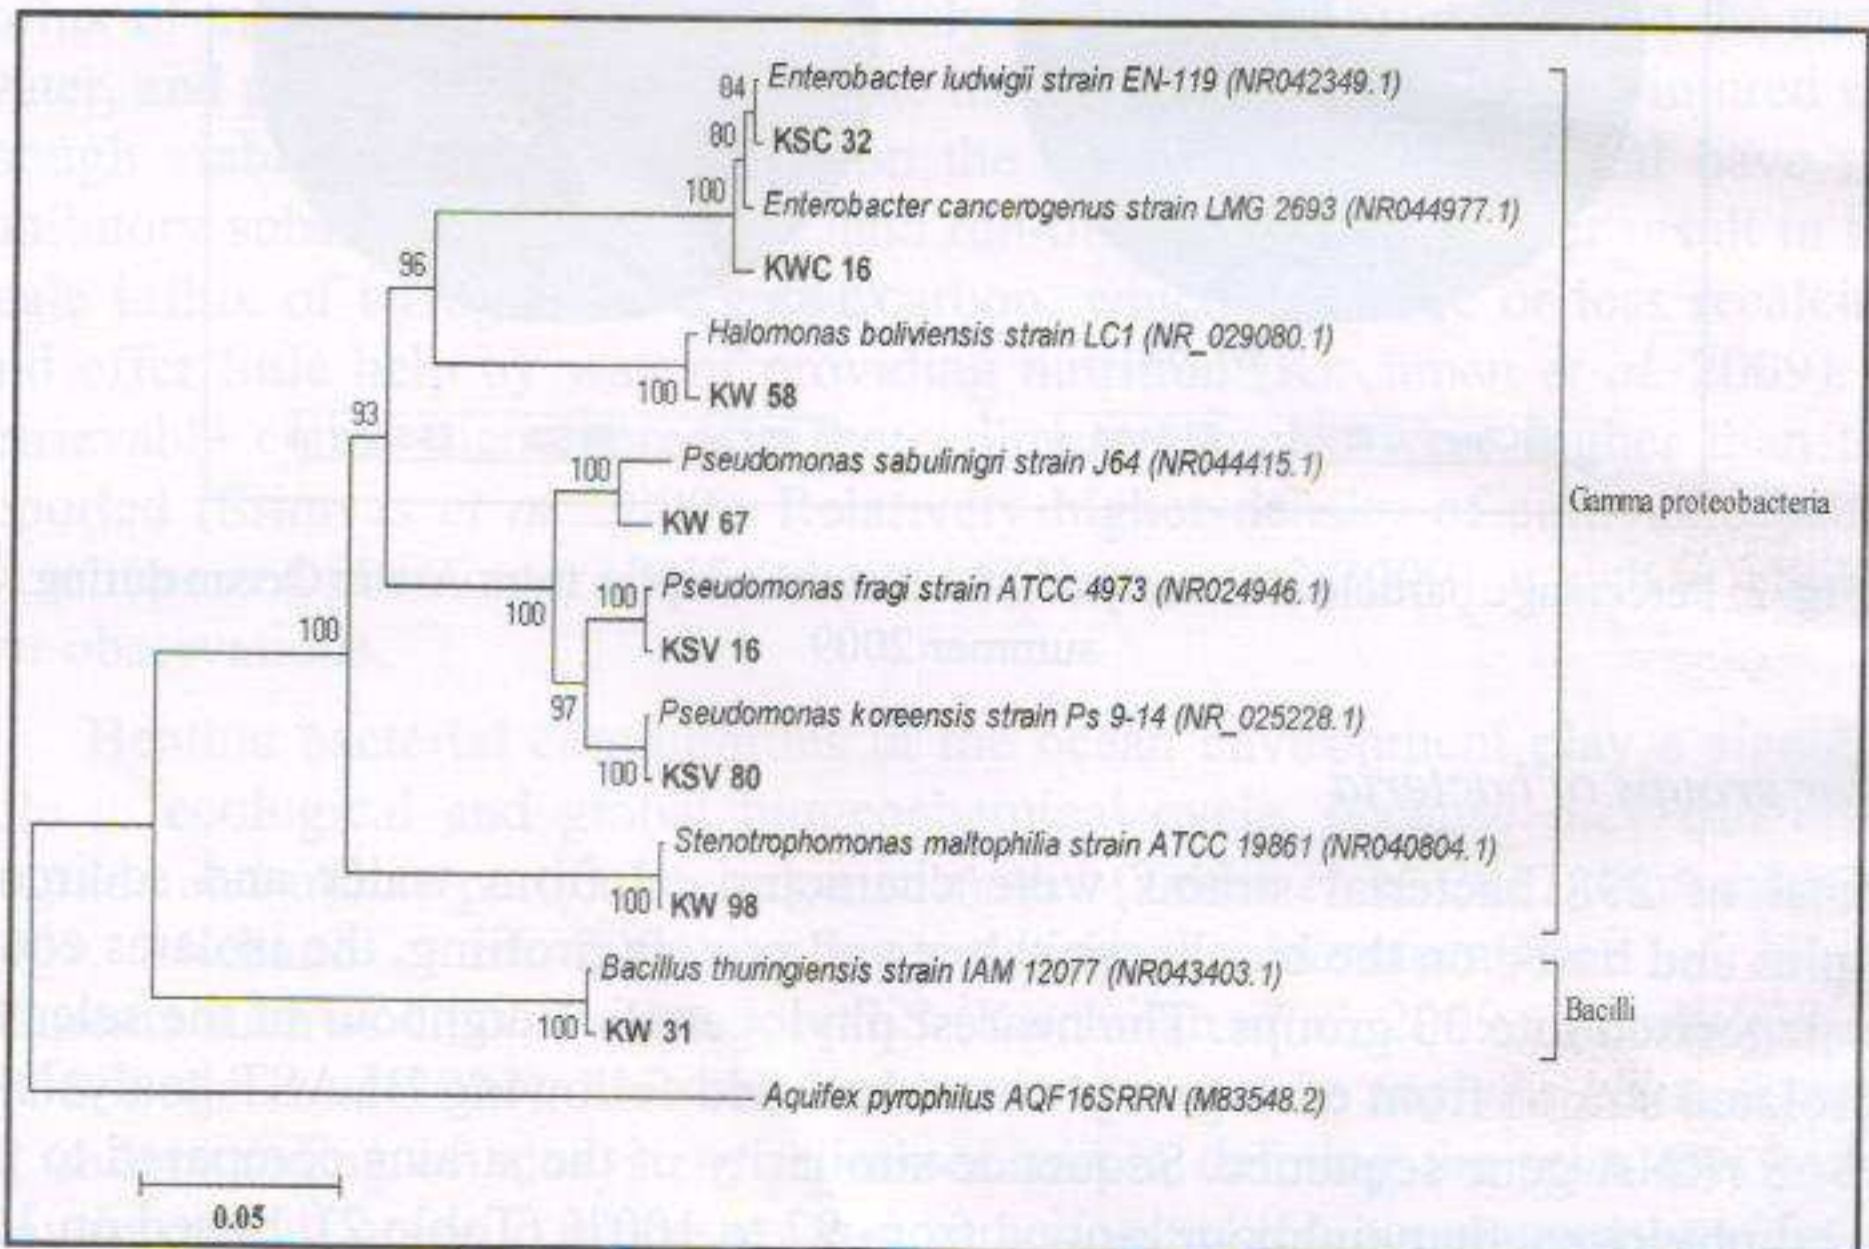 84
Enterobacter ludwigii strain EN-119 (NR042349.1)
80
KSC 32
100
Enterobacter cancerogenus strain LMG 2693 (NR044977.1)
KWC 16
96
Halomonas boliviensis strain LC1 (NR_029080.1)
100
KW 58
93
100
Pseudomonas sabulinigri strain J64 (NR044415.1)
KW 67
Gamma proteobacteria
100
100
Pseudomonas fragi strain ATCC 4973 (NR024946.1)
KSV 16
100
97
Pseudomonas koreensis strain Ps 9-14 (NR_025228.1)
100
KSV 80
Stenotrophomonas maltophilia strain ATCC 19861 (NR040804.1)
100
KW 98
Bacillus thuringiensis strain IAM 12077 (NR043403.1)
100
KW 31
Bacilli
Aquifex pyrophilus AQF16SRRN (M83548.2)
0.05